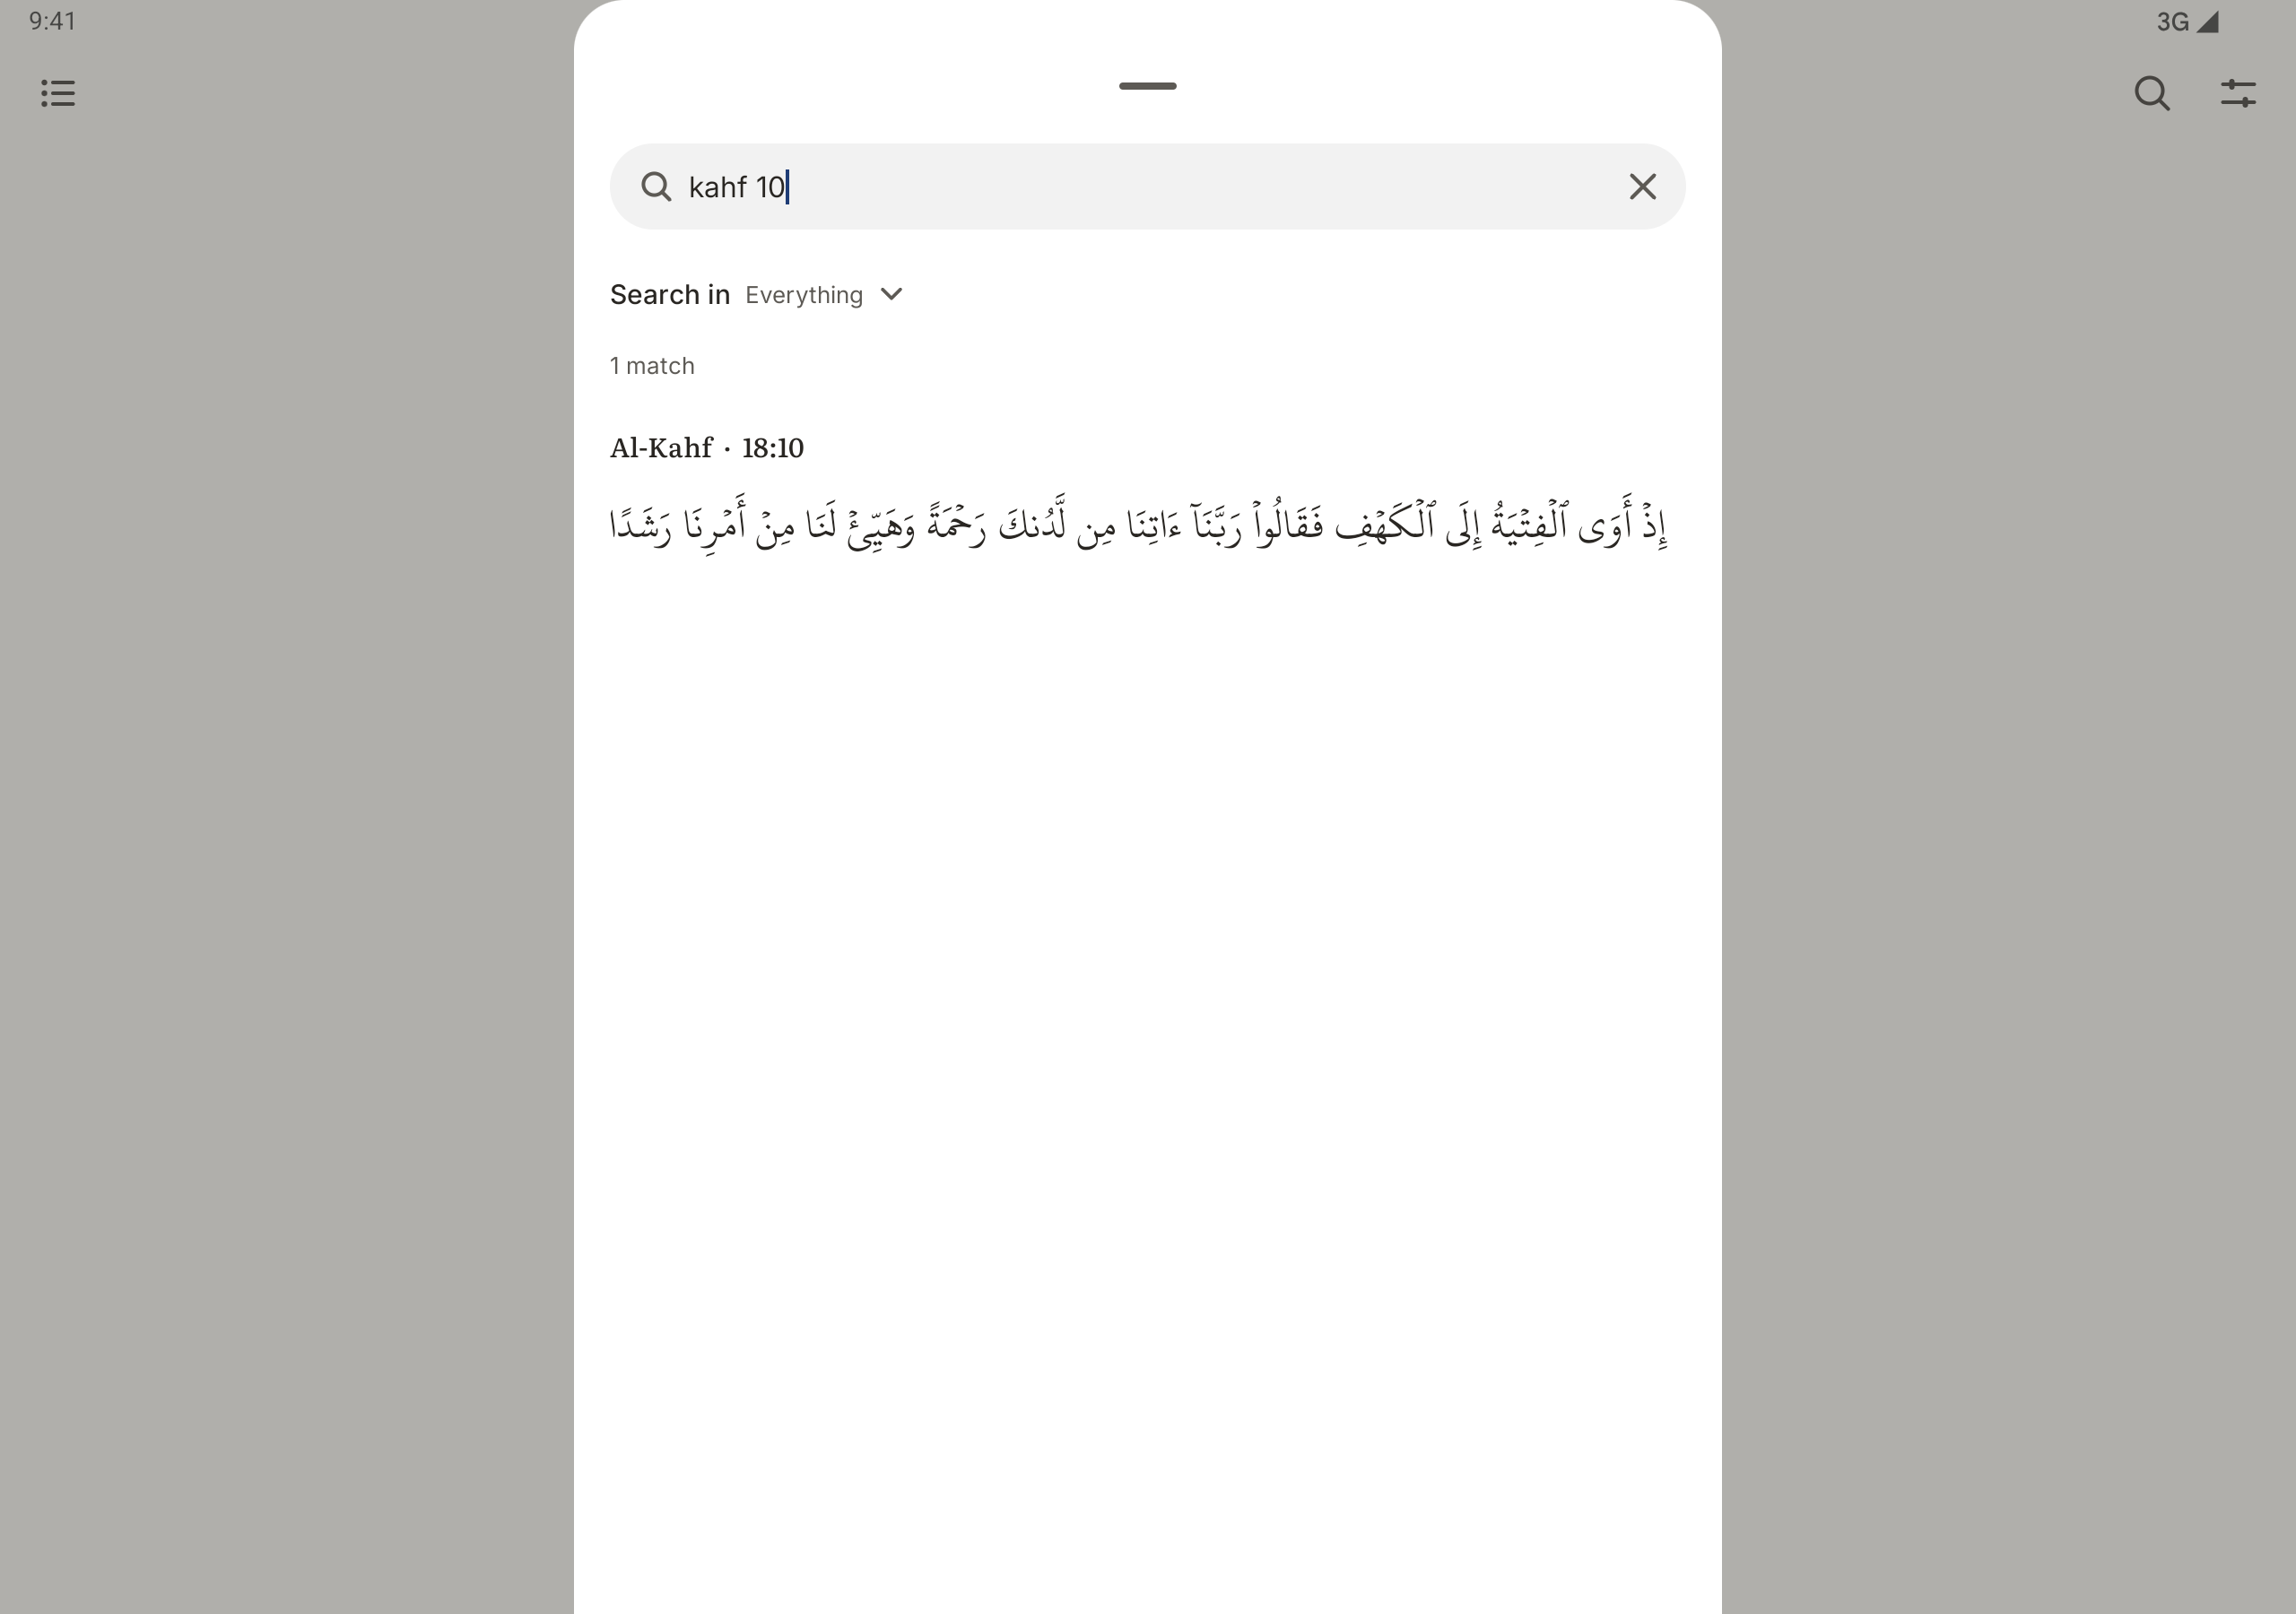 9:41
3G
kahf 10
Search in Everything
1 match
Al-Kahf · 18:10
إِذۡ أَوَى ٱلۡفِتۡيَةُ إِلَى ٱلۡكَهۡفِ فَقَالُواْ رَبَّنَآ ءَاتِنَا مِن لَّدُنكَ رَحۡمَةٗ وَهَيِّئۡ لَنَا مِنۡ أَمۡرِنَا رَشَدٗا